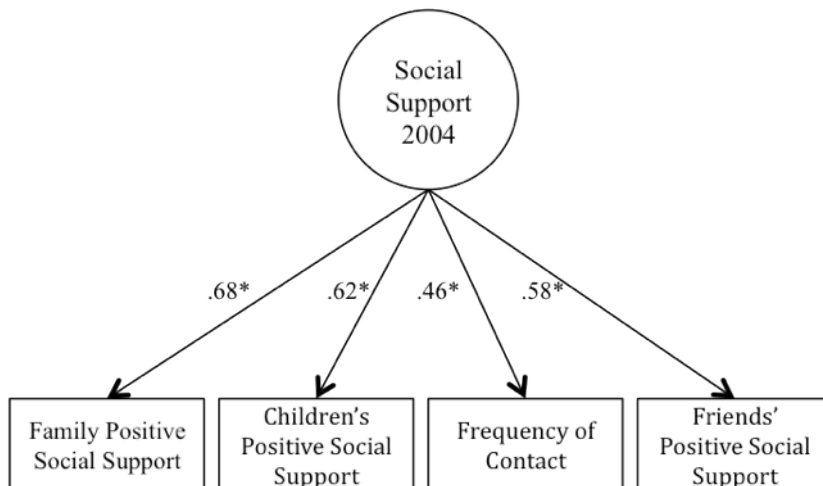 Social
Support
2004
.68*
.62*
.46*
.58*
Family Positive
Social Support
Children’s
Positive Social
Support
Frequency of
Contact
Friends’
Positive Social
Support